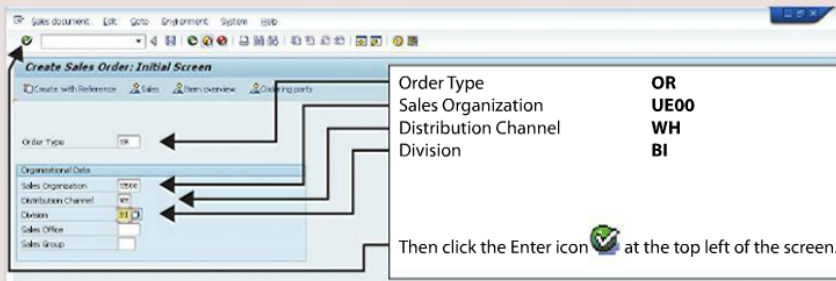 Sales document Edit Goto Environment System Help
Create Sales Order: Initial Screen
Create with Reference Sales Item overview Ordering party
Order Type OR
Organizational Data
Sales Organization UE00
Distribution Channel WH
Division BI
Sales Office
Sales Group
Order Type OR
Sales Organization UE00
Distribution Channel WH
Division BI
Then click the Enter icon at the top left of the screen.